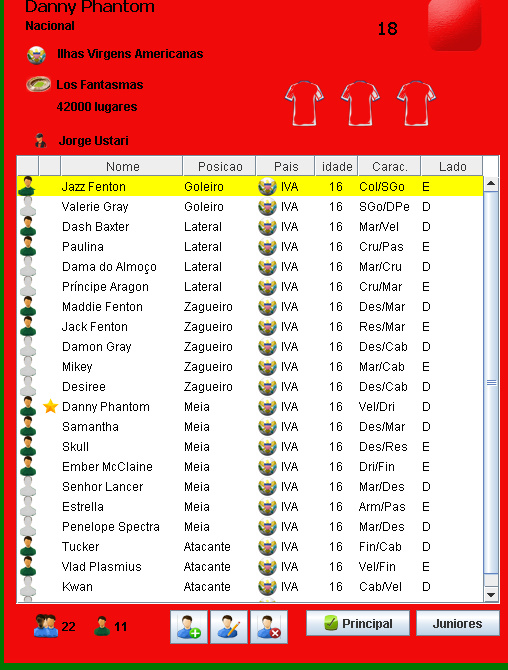 Danny Phantom
Nacional
18
Ilhas Virgens Americanas
Los Fantasmas
42000 lugares
Jorge Ustari
Nome Posicao Pais idade Carac. Lado
Jazz Fenton Goleiro IVA 16 Col/SGo E
Valerie Gray Goleiro IVA 16 SGo/DPe D
Dash Baxter Lateral IVA 16 Mar/Vel D
Paulina Lateral IVA 16 Cru/Pas E
Dama do Almoço Lateral IVA 16 Mar/Cru D
Príncipe Aragon Lateral IVA 16 Cru/Mar E
Maddie Fenton Zagueiro IVA 16 Des/Mar D
Jack Fenton Zagueiro IVA 16 Res/Mar E
Damon Gray Zagueiro IVA 16 Des/Cab D
Mikey Zagueiro IVA 16 Mar/Cab E
Desiree Zagueiro IVA 16 Des/Cab D
Danny Phantom Meia IVA 16 Vel/Dri D
Samantha Meia IVA 16 Des/Mar D
Skull Meia IVA 16 Des/Res E
Ember McClaine Meia IVA 16 Dri/Fin E
Senhor Lancer Meia IVA 16 Mar/Des D
Estrella Meia IVA 16 Arm/Pas E
Penelope Spectra Meia IVA 16 Mar/Des D
Tucker Atacante IVA 16 Fin/Cab D
Vlad Plasmius Atacante IVA 16 Vel/Fin E
Kwan Atacante IVA 16 Cab/Vel D
22 11 Principal Juniores